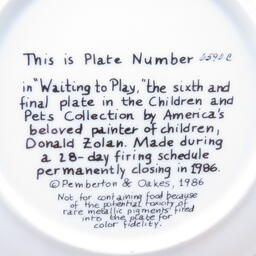 This is Plate Number 0590C
in "Waiting to Play," the sixth and
final plate in the Children and
Pets Collection by America's
beloved painter of children,
Donald Zolan. Made during
a 28-day firing schedule
permanently closing in 1986.
© Pemberton & Oakes, 1986
Not for containing food because
of the potential toxicity of
rare metallic pigments fired
into the plate for
color fidelity.